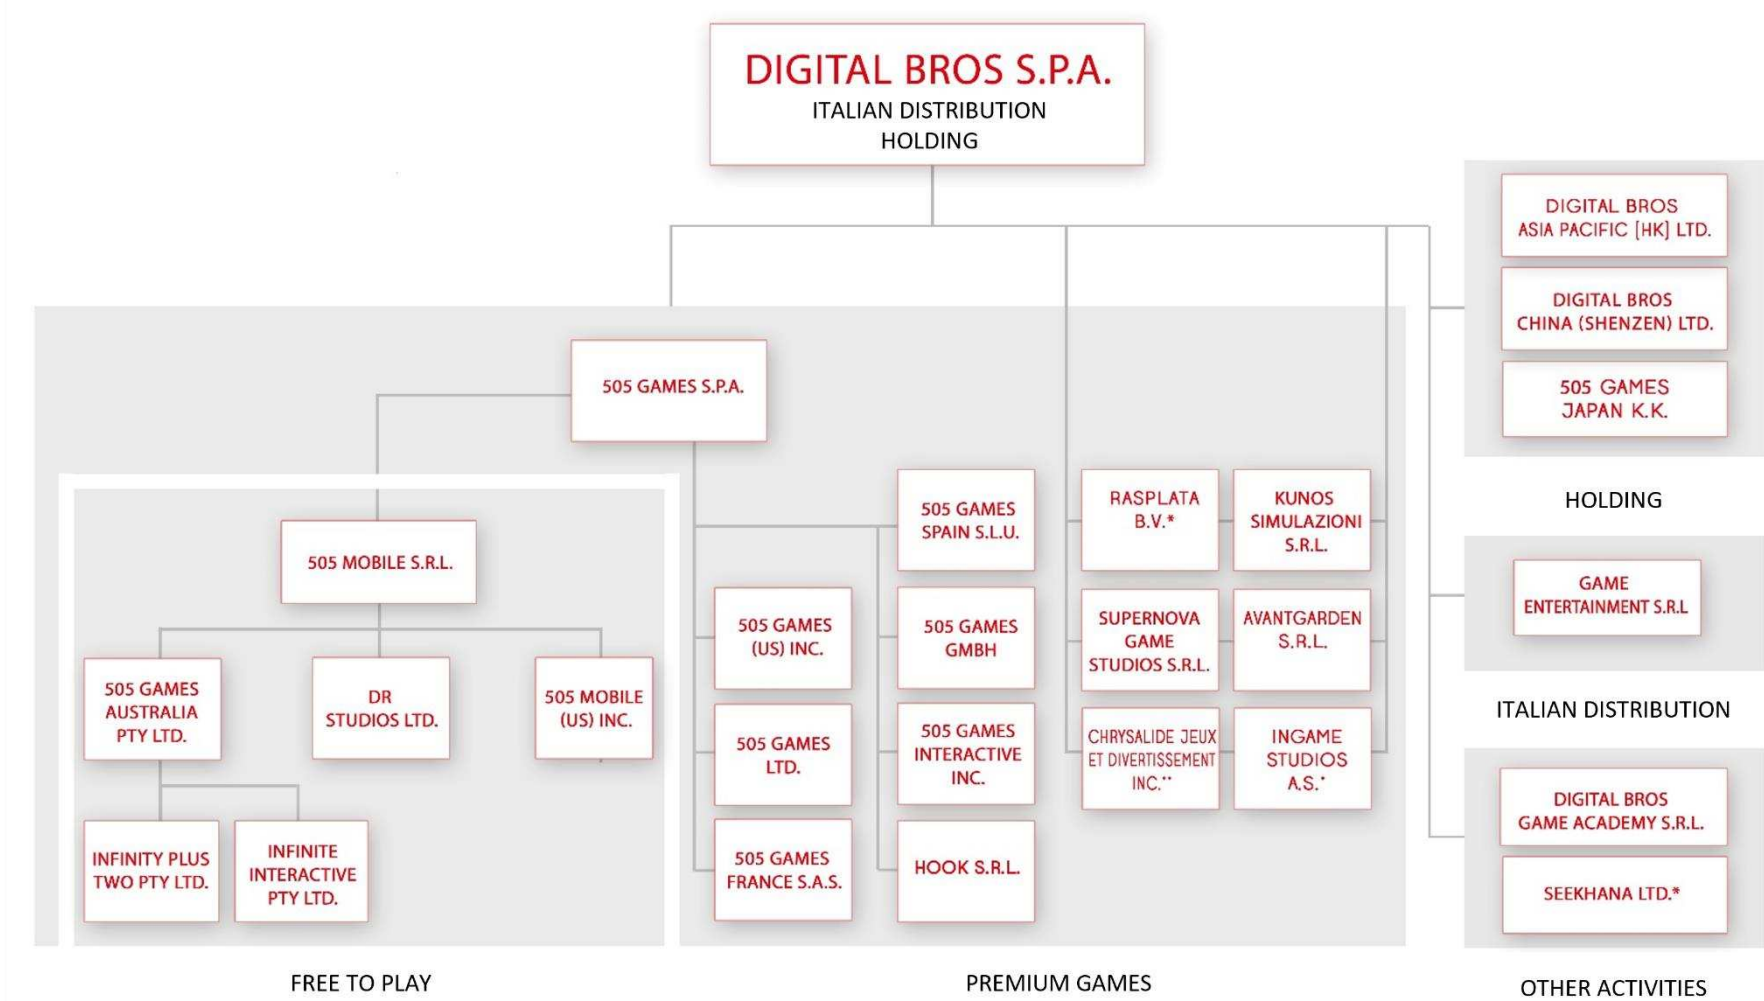 DIGITAL BROS S.P.A.
ITALIAN DISTRIBUTION
HOLDING
DIGITAL BROS
ASIA PACIFIC [HK] LTD.
DIGITAL BROS
CHINA (SHENZEN) LTD.
505 GAMES
JAPAN K.K.
HOLDING
GAME
ENTERTAINMENT S.R.L
ITALIAN DISTRIBUTION
DIGITAL BROS
GAME ACADEMY S.R.L.
SEEKHANA LTD.*
OTHER ACTIVITIES
505 GAMES S.P.A.
505 MOBILE S.R.L.
505 GAMES
AUSTRALIA
PTY LTD.
DR
STUDIOS LTD.
505 MOBILE
(US) INC.
INFINITY PLUS
TWO PTY LTD.
INFINITE
INTERACTIVE
PTY LTD.
FREE TO PLAY
505 GAMES
(US) INC.
505 GAMES
LTD.
505 GAMES
FRANCE S.A.S.
505 GAMES
SPAIN S.L.U.
505 GAMES
GMBH
505 GAMES
INTERACTIVE
INC.
HOOK S.R.L.
RASPLATA
B.V.*
KUNOS
SIMULAZIONI
S.R.L.
SUPERNOVA
GAME
STUDIOS S.R.L.
AVANTGARDEN
S.R.L.
CHRYSALIDE JEUX
ET DIVERTISSEMENT
INC.**
INGAME
STUDIOS
A.S.*
PREMIUM GAMES